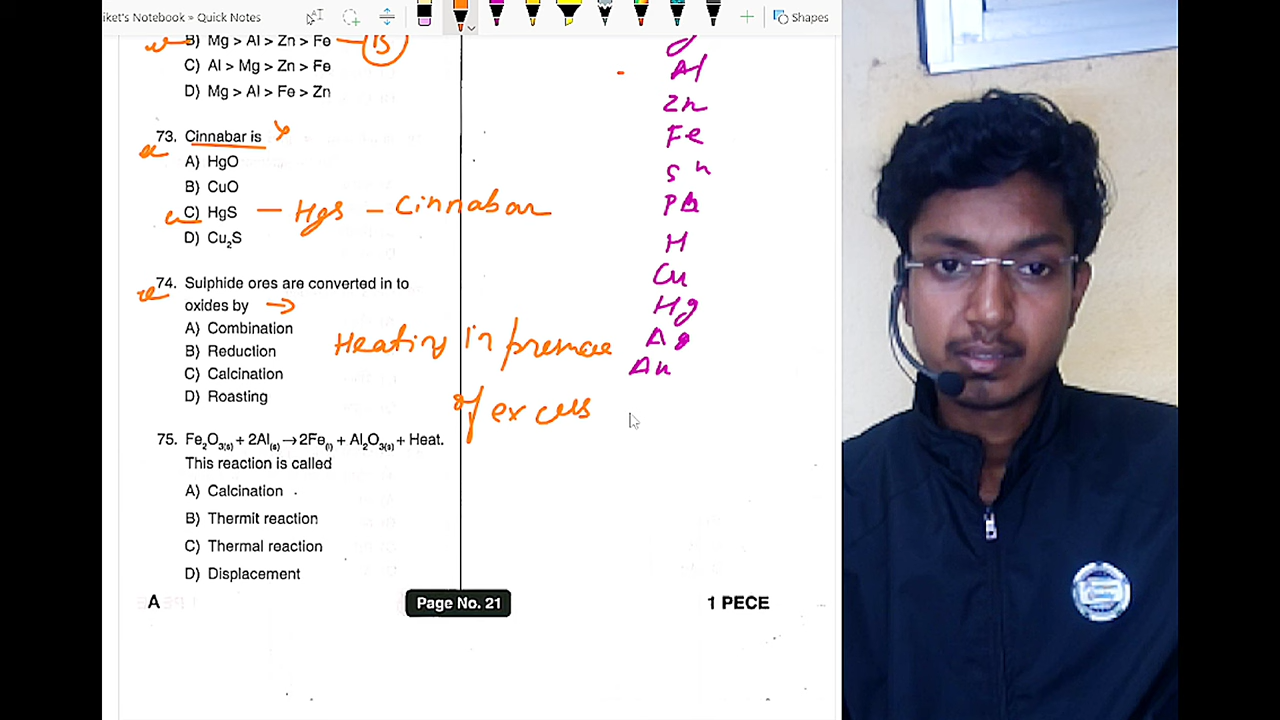 iket's Notebook » Quick Notes
Shapes
B) Mg > Al > Zn > Fe - B
C) Al > Mg > Zn > Fe
D) Mg > Al > Fe > Zn
73. Cinnabar is
A) HgO
B) CuO
C) HgS - HgS - Cinnabar
D) Cu₂S
74. Sulphide ores are converted in to
oxides by →
A) Combination
B) Reduction
C) Calcination
D) Roasting
Heating in
of excess
75. Fe₂O₃(s) + 2Al(s) → 2Fe(l) + Al₂O₃(s) + Heat.
This reaction is called
A) Calcination
B) Thermit reaction
C) Thermal reaction
D) Displacement
A
Page No. 21
1 PECE
Al
Zn
Fe
Sn
Pb
H
Cu
Hg
Ag
Au